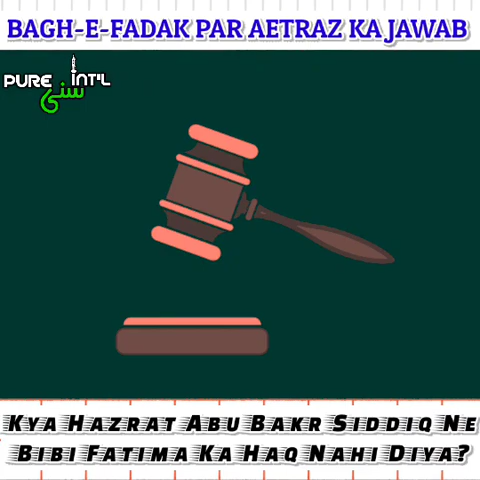 BAGH-E-FADAK PAR AETRAZ KA JAWAB
PURE سنی INT'L
Kya Hazrat Abu Bakr Siddiq Ne
Bibi Fatima Ka Haq Nahi Diya?